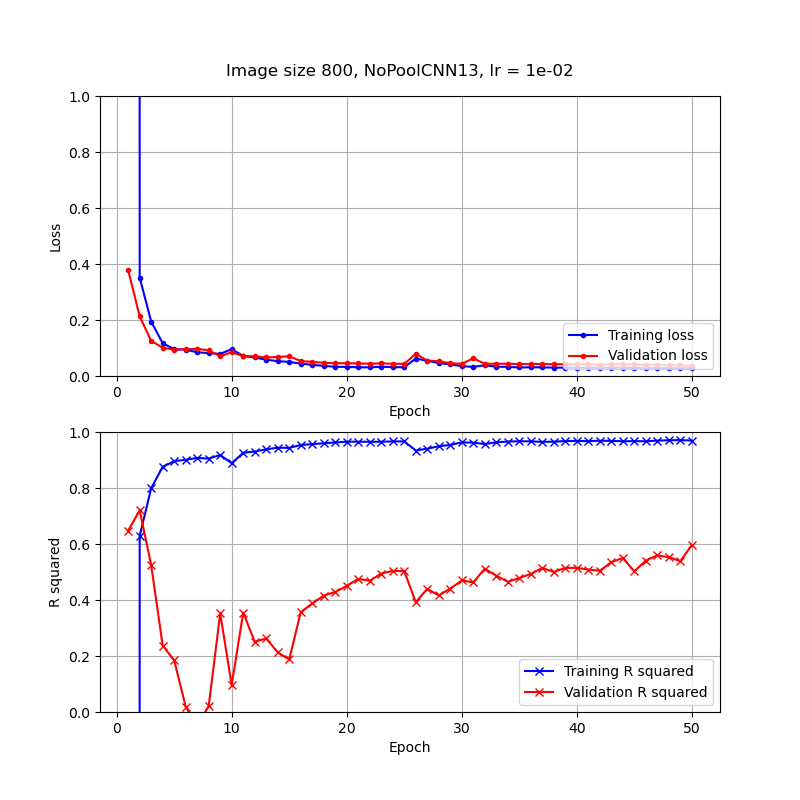 Image size 800, NoPoolCNN13, lr = 1e-02
1.0
0.8
0.6
0.4
0.2
0.0
Loss
Training loss
Validation loss
0 10 20 30 40 50
Epoch
1.0
0.8
0.6
0.4
0.2
0.0
R squared
Training R squared
Validation R squared
0 10 20 30 40 50
Epoch